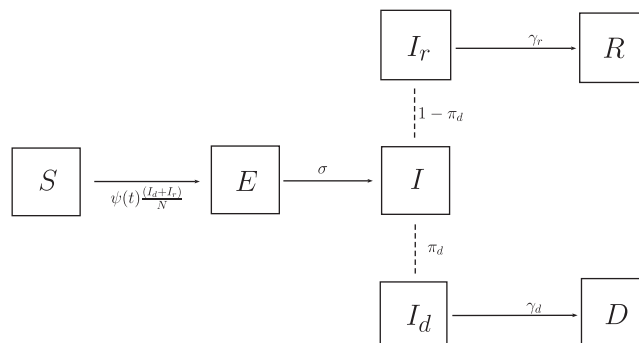 I_r
γ_r
R
1 − π_d
S
ψ(t) (I_d+I_r)/N
E
σ
I
π_d
I_d
γ_d
D